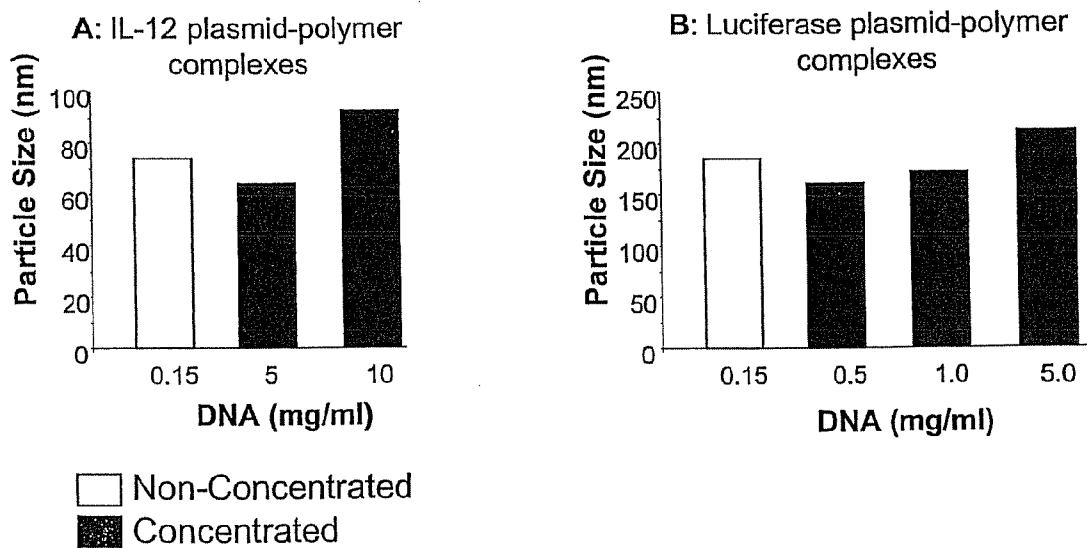 A: IL-12 plasmid-polymer
complexes
Particle Size (nm)
100
80
60
40
20
0
0.15 5 10
DNA (mg/ml)
B: Luciferase plasmid-polymer
complexes
Particle Size (nm)
250
200
150
100
50
0
0.15 0.5 1.0 5.0
DNA (mg/ml)
Non-Concentrated
Concentrated